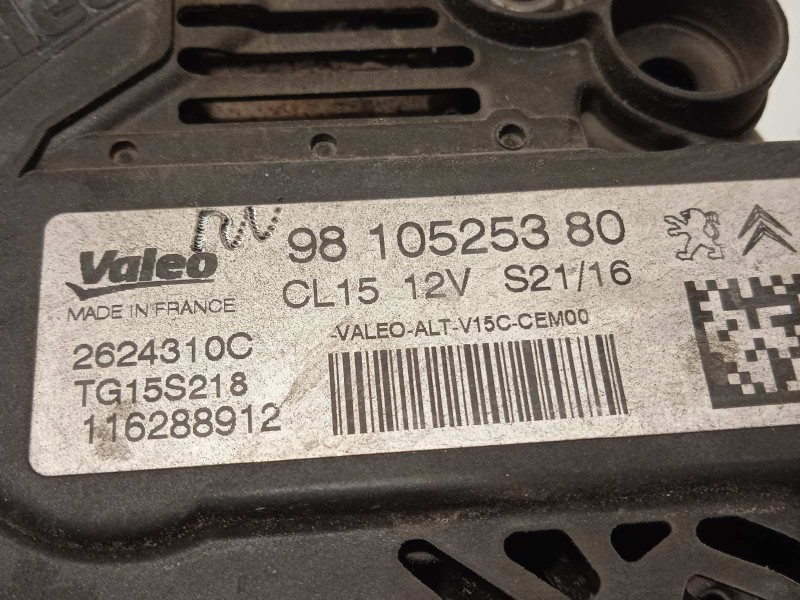 98 105253 80
Valeo
CL15 12V S21/16
MADE IN FRANCE
-VALEO-ALT-V15C-CEM00
2624310C
TG15S218
116288912